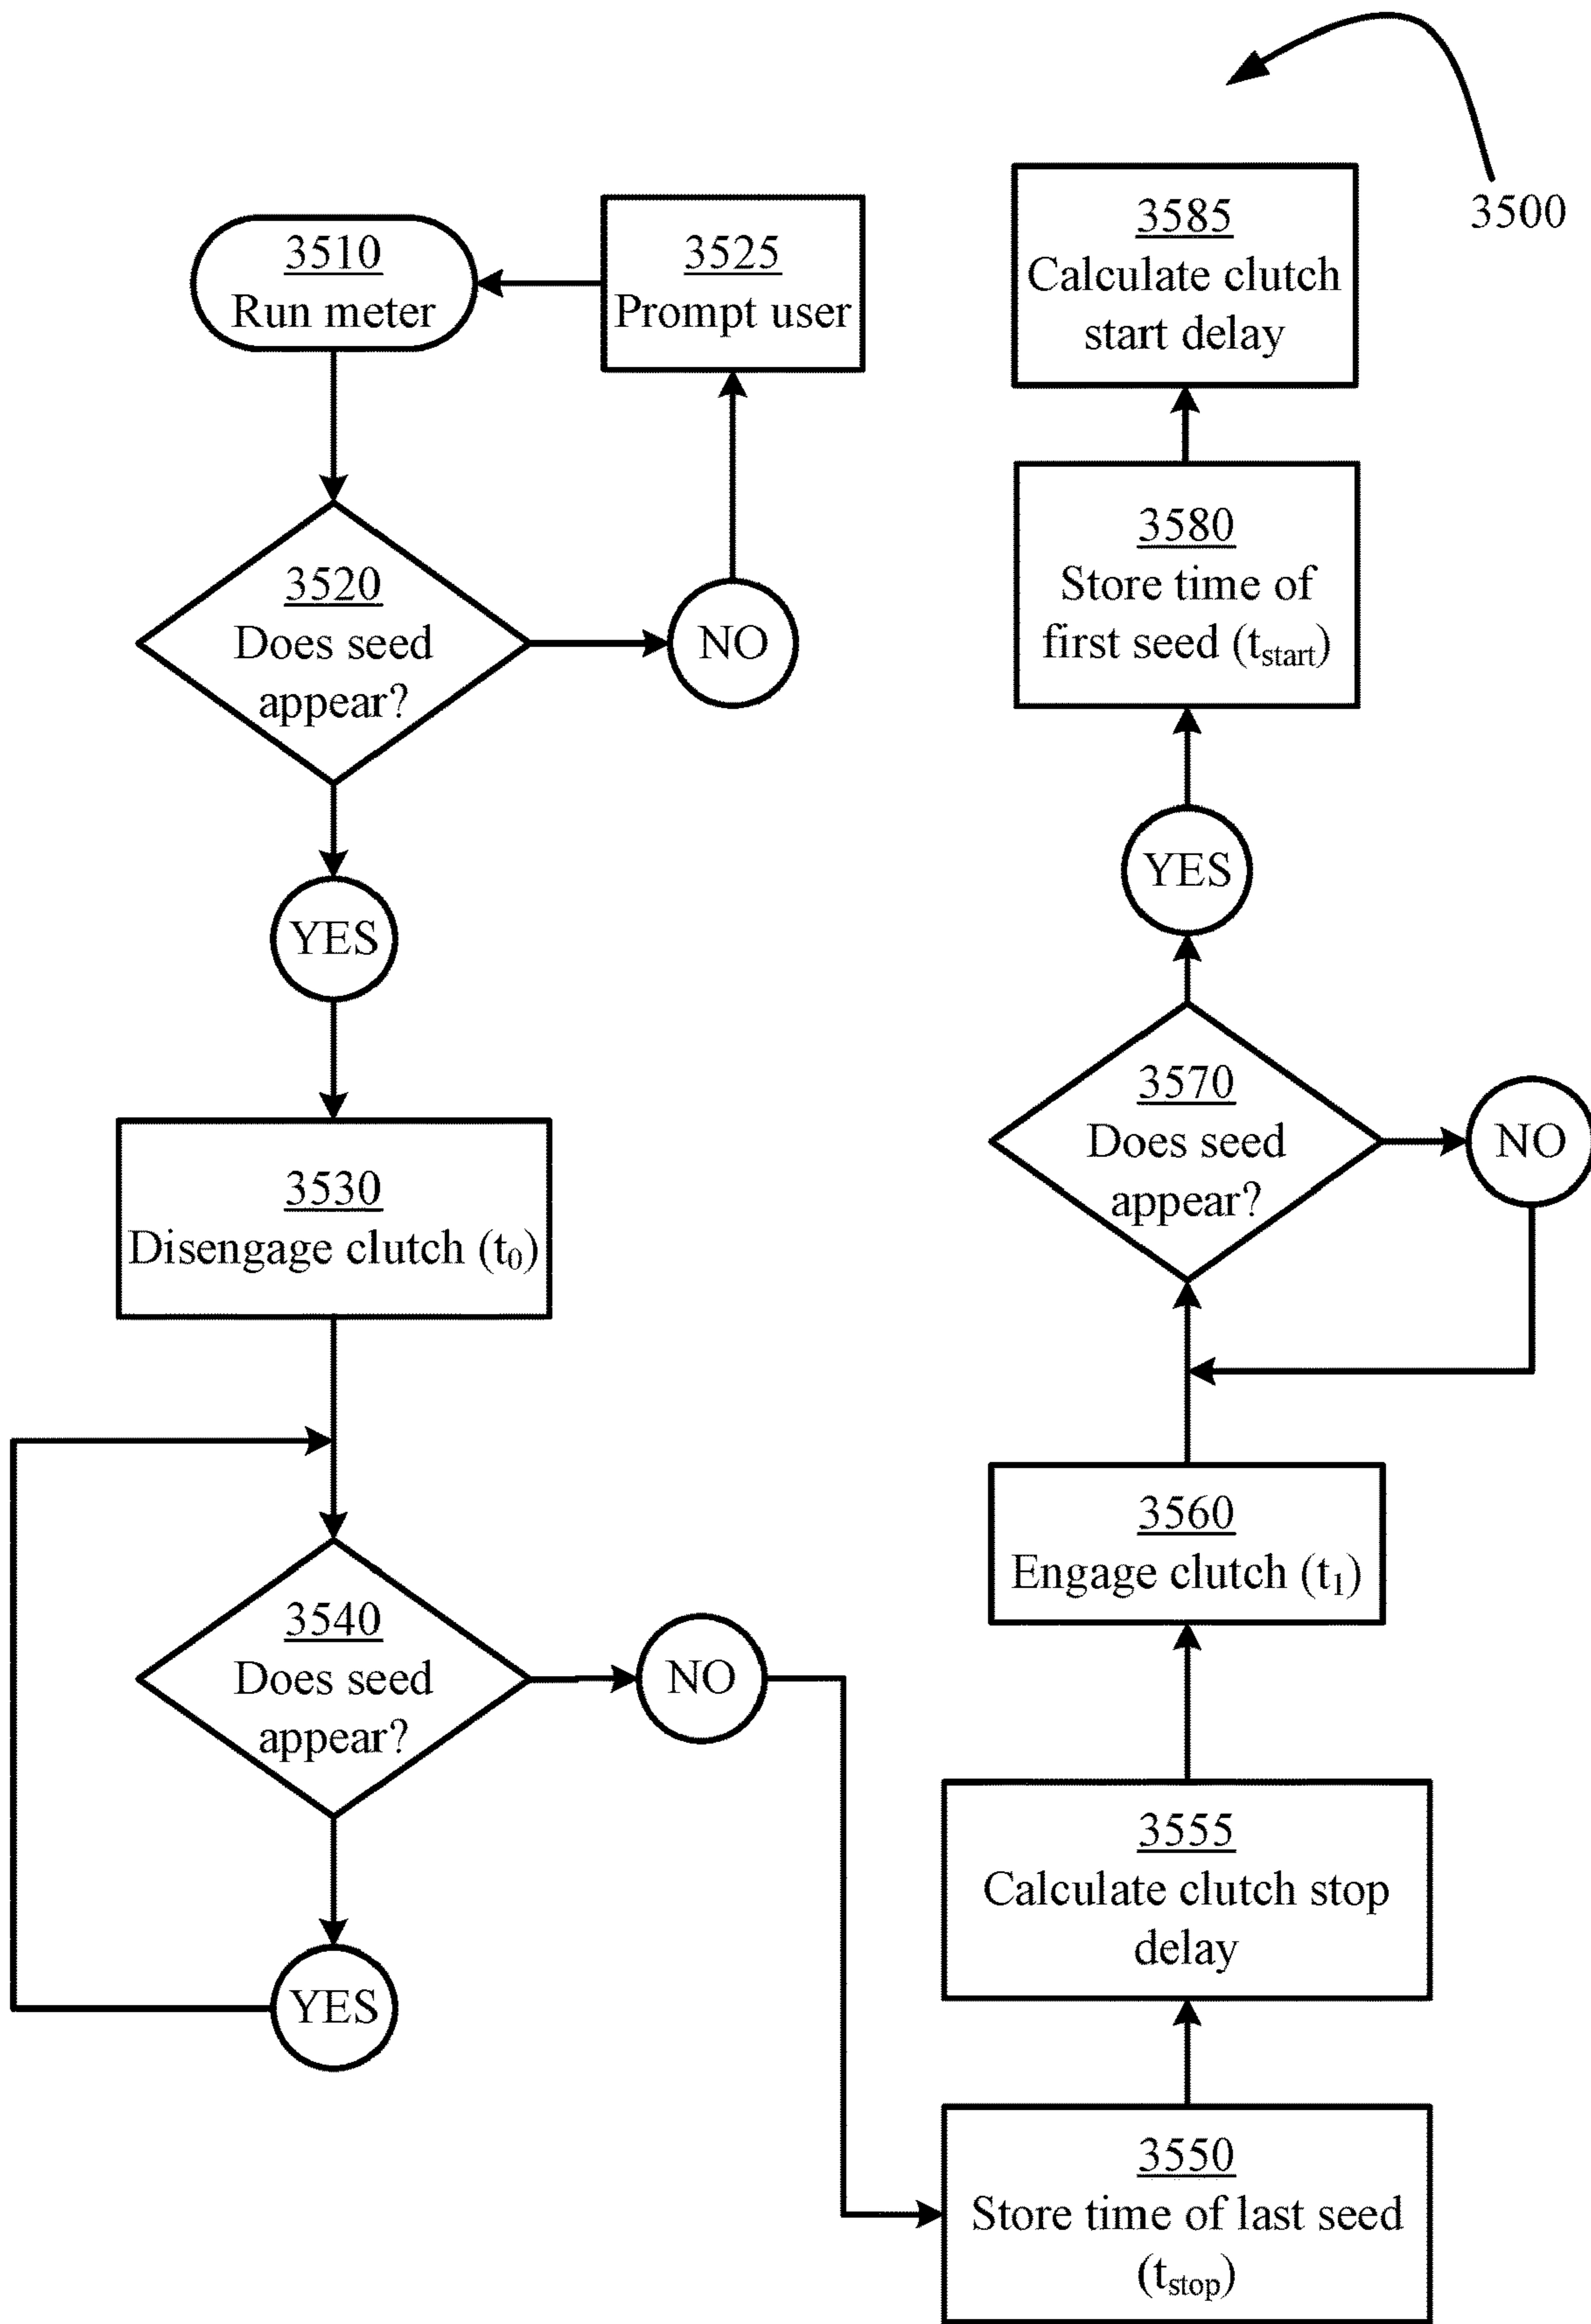 3510
Run meter
3525
Prompt user
3520
Does seed
appear?
NO
YES
3530
Disengage clutch (t0)
3540
Does seed
appear?
NO
YES
3550
Store time of last seed
(tstop)
3555
Calculate clutch stop
delay
3560
Engage clutch (t1)
3570
Does seed
appear?
NO
YES
3580
Store time of
first seed (tstart)
3585
Calculate clutch
start delay
3500